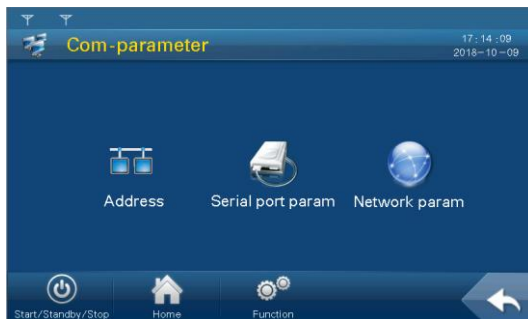 Com-parameter
17:14:09
2018-10-09
Address
Serial port param
Network param
Start/Standby/Stop
Home
Function